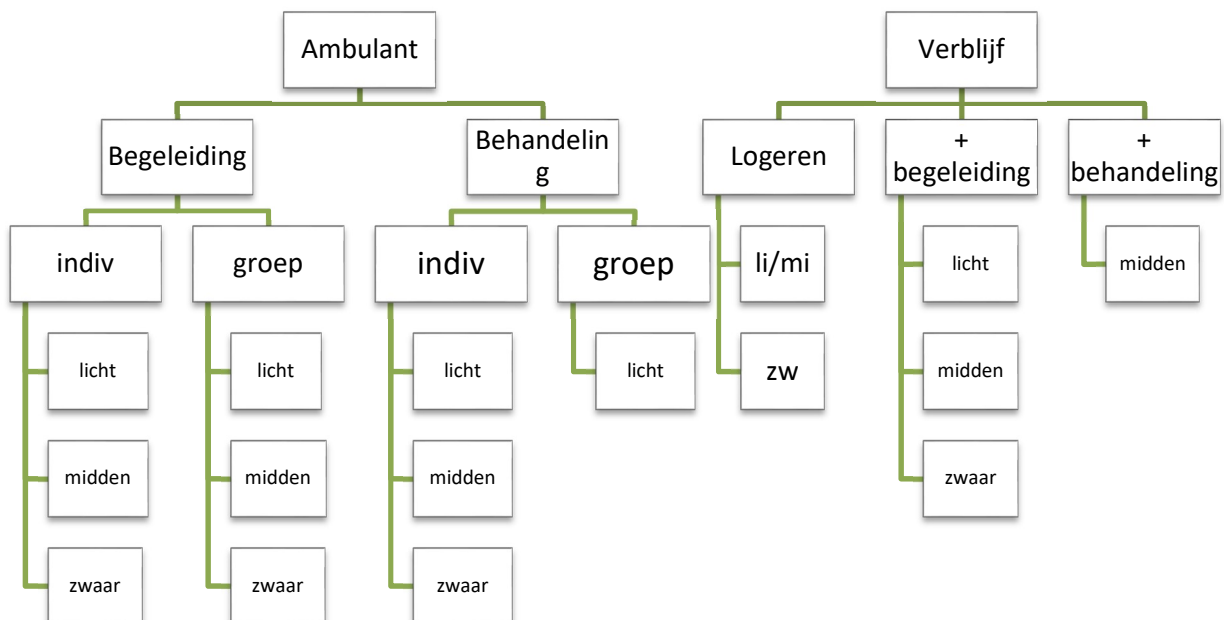 Ambulant
Verblijf
Begeleiding
Behandelin
g
Logeren
+
begeleiding
+
behandeling
indiv
groep
indiv
groep
li/mi
licht
midden
licht
licht
licht
licht
zw
midden
midden
midden
midden
zwaar
zwaar
zwaar
zwaar